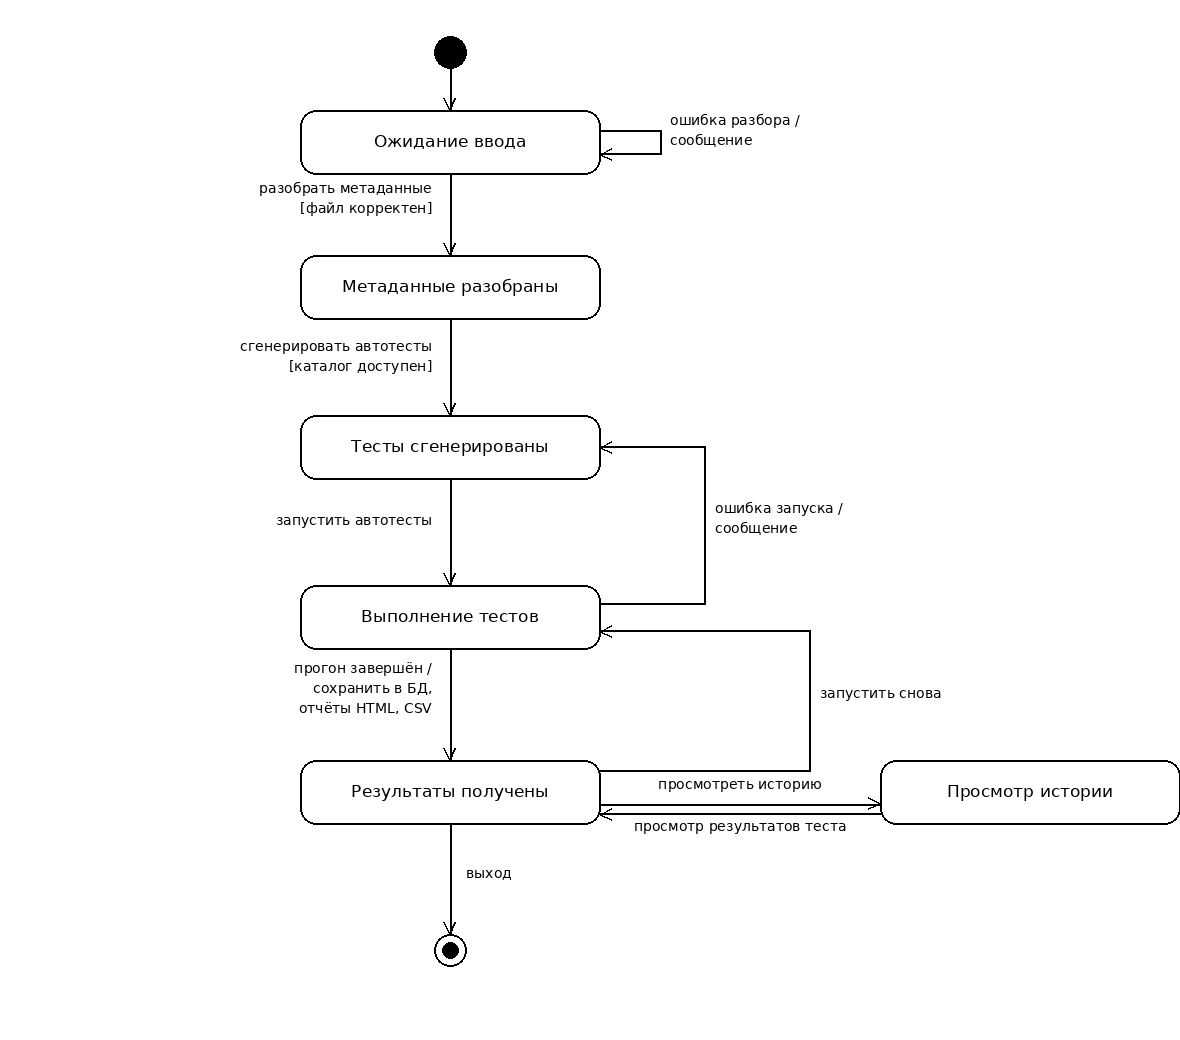 Ожидание ввода
ошибка разбора /
сообщение
разобрать метаданные
[файл корректен]
Метаданные разобраны
сгенерировать автотесты
[каталог доступен]
Тесты сгенерированы
ошибка запуска /
сообщение
запустить автотесты
Выполнение тестов
прогон завершён /
сохранить в БД,
отчёты HTML, CSV
запустить снова
Результаты получены
просмотреть историю
Просмотр истории
просмотр результатов теста
выход